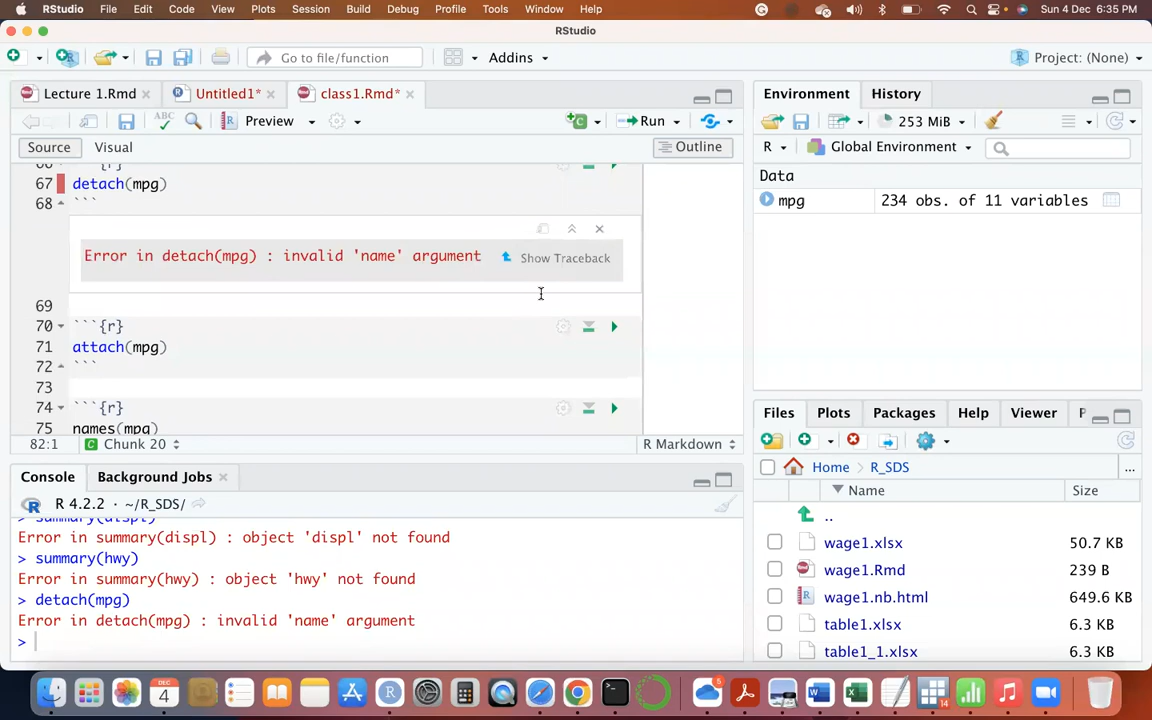 RStudio File Edit Code View Plots Session Build Debug Profile Tools Window Help Sun 4 Dec 6:35 PM
RStudio
Go to file/function Addins Project: (None)
Lecture 1.Rmd Untitled1* class1.Rmd*
Preview Run
Source Visual Outline
66 ```{r}
67 detach(mpg)
68 ```
Error in detach(mpg) : invalid 'name' argument Show Traceback
69
70 ```{r}
71 attach(mpg)
72 ```
73
74 ```{r}
75 names(mpg)
82:1 Chunk 20 R Markdown
Console Background Jobs
R 4.2.2 · ~/R_SDS/
> summary(displ)
Error in summary(displ) : object 'displ' not found
> summary(hwy)
Error in summary(hwy) : object 'hwy' not found
> detach(mpg)
Error in detach(mpg) : invalid 'name' argument
>
Environment History
253 MiB
R Global Environment
Data
mpg 234 obs. of 11 variables
Files Plots Packages Help Viewer P
Home R_SDS ...
Name Size
..
wage1.xlsx 50.7 KB
wage1.Rmd 239 B
wage1.nb.html 649.6 KB
table1.xlsx 6.3 KB
table1_1.xlsx 6.3 KB
DEC
4
6
14